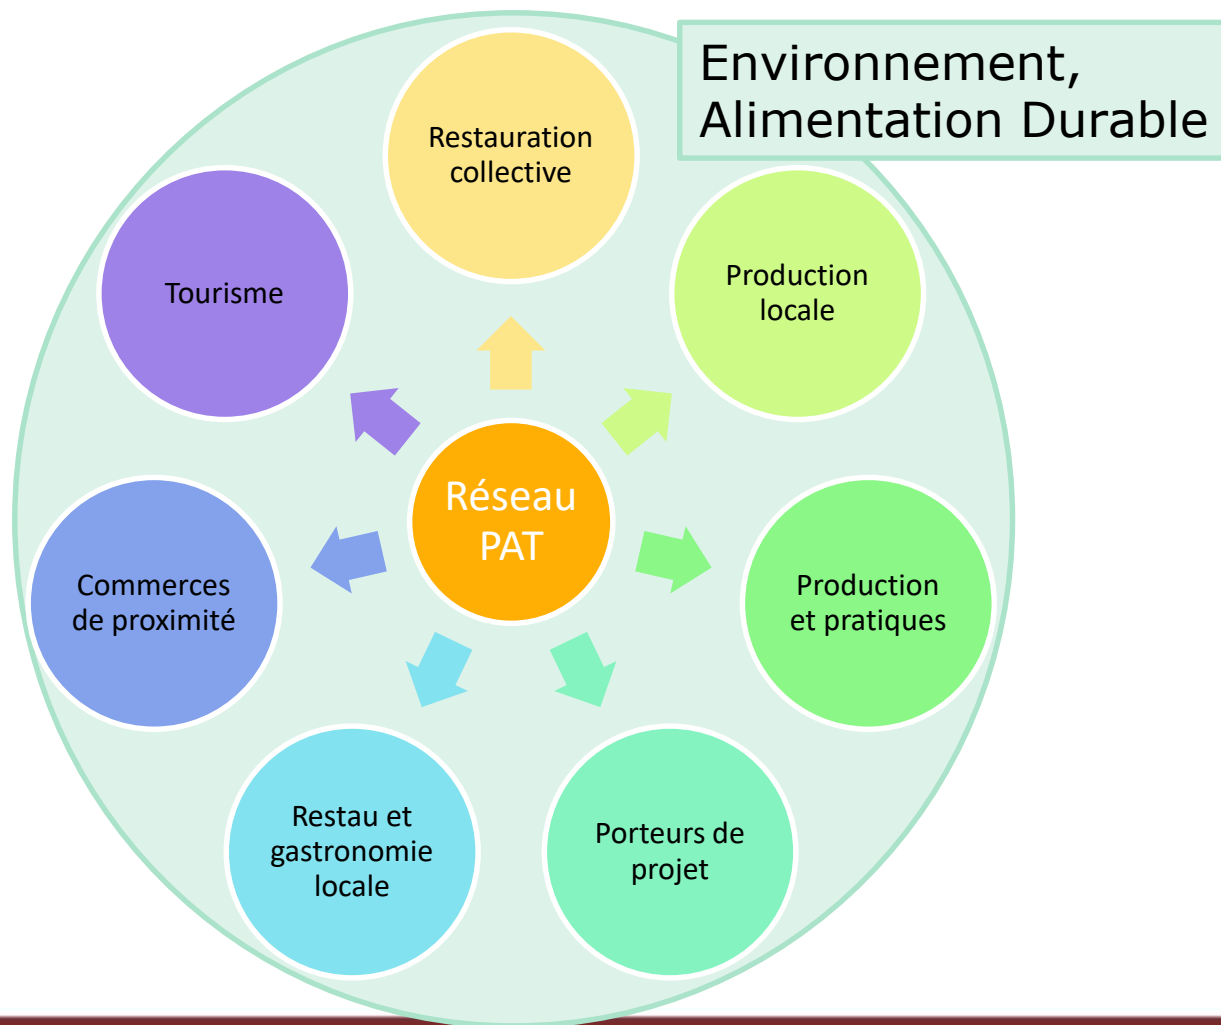 Environnement,
Alimentation Durable
Restauration
collective
Production
locale
Production
et pratiques
Porteurs de
projet
Restau et
gastronomie
locale
Commerces
de proximité
Tourisme
Réseau
PAT